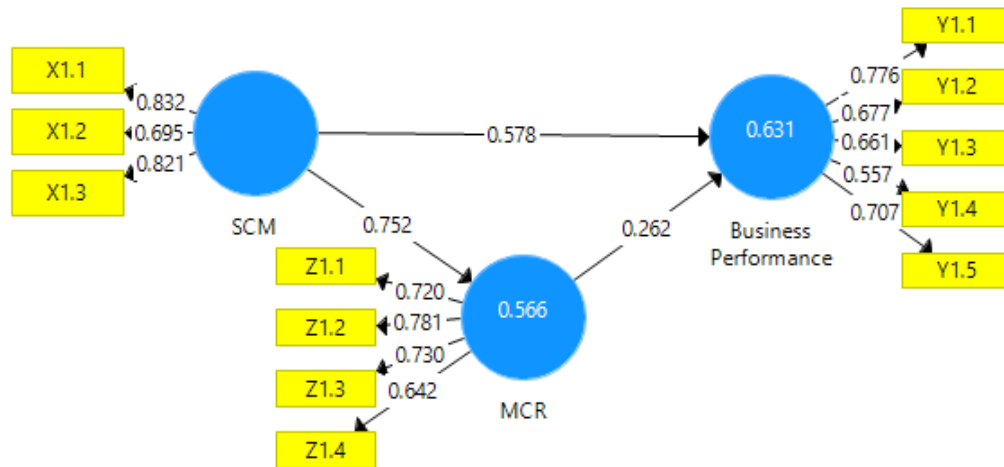 X1.1
X1.2
X1.3
0.832
0.695
0.821
SCM
0.578
0.752
0.262
0.631
Business
Performance
0.776
0.677
0.661
0.557
0.707
Y1.1
Y1.2
Y1.3
Y1.4
Y1.5
Z1.1
Z1.2
Z1.3
Z1.4
0.720
0.781
0.730
0.642
0.566
MCR